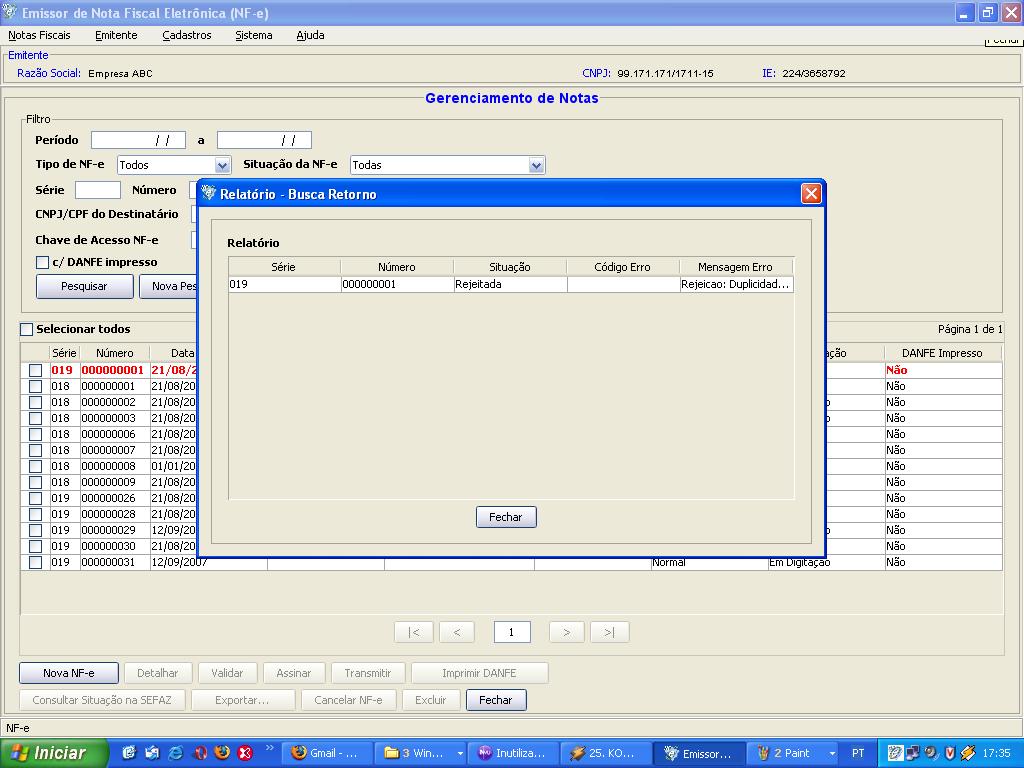 Emissor de Nota Fiscal Eletrônica (NF-e)
Notas Fiscais Emitente Cadastros Sistema Ajuda
Emitente
Razão Social: Empresa ABC CNPJ: 99.171.171/1711-15 IE: 224/3658792
Gerenciamento de Notas
Filtro
Período / / a / /
Tipo de NF-e Todos Situação da NF-e Todas
Série Número
CNPJ/CPF do Destinatário
Chave de Acesso NF-e
c/ DANFE impresso
Pesquisar Nova Pes
Relatório - Busca Retorno
Relatório
Série Número Situação Código Erro Mensagem Erro
019 000000001 Rejeitada Rejeicao: Duplicidad...
Fechar
Selecionar todos Página 1 de 1
Série Número Data ção DANFE Impresso
019 000000001 21/08/2 Não
018 000000001 21/08/20 Não
018 000000002 21/08/20 Não
018 000000003 21/08/20 Não
018 000000006 21/08/20 Não
018 000000007 21/08/20 Não
018 000000008 01/01/20 Não
018 000000009 21/08/20 Não
019 000000026 21/08/20 Não
019 000000028 21/08/20 Não
019 000000029 12/09/20 Não
019 000000030 21/08/20 Não
019 000000031 12/09/2007 Normal Em Digitação Não
|< < 1 > >|
Nova NF-e Detalhar Validar Assinar Transmitir Imprimir DANFE
Consultar Situação na SEFAZ Exportar... Cancelar NF-e Excluir Fechar
NF-e
Iniciar » Gmail - ... 3 Win... Inutiliza... 25. KO... Emissor... 2 Paint PT 17:35